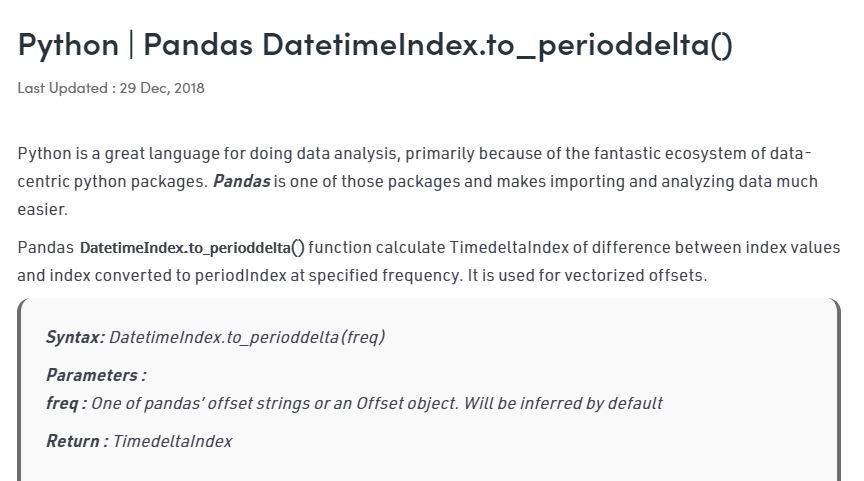 Python | Pandas DatetimeIndex.to_perioddelta()
Last Updated : 29 Dec, 2018
Python is a great language for doing data analysis, primarily because of the fantastic ecosystem of data-
centric python packages. Pandas is one of those packages and makes importing and analyzing data much
easier.
Pandas DatetimeIndex.to_perioddelta() function calculate TimedeltaIndex of difference between index values
and index converted to periodIndex at specified frequency. It is used for vectorized offsets.
Syntax: DatetimeIndex.to_perioddelta(freq)
Parameters :
freq : One of pandas’ offset strings or an Offset object. Will be inferred by default
Return : TimedeltaIndex